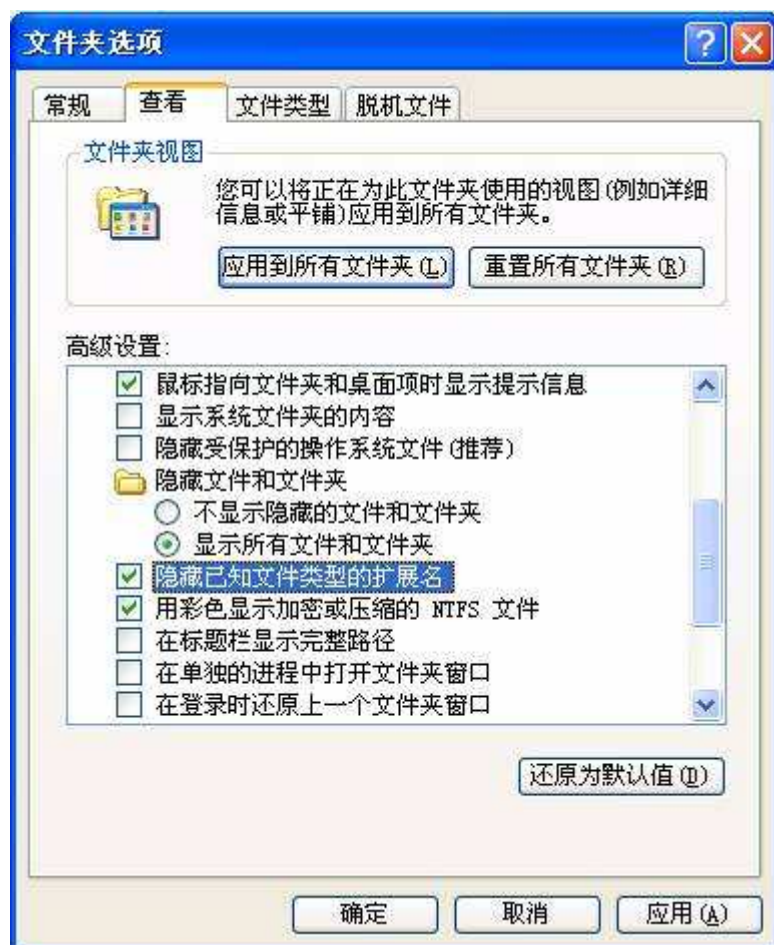 文件夹选项
常规 查看 文件类型 脱机文件
文件夹视图
您可以将正在为此文件夹使用的视图(例如详细
信息或平铺)应用到所有文件夹。
应用到所有文件夹(L) 重置所有文件夹(R)
高级设置:
鼠标指向文件夹和桌面项时显示提示信息
显示系统文件夹的内容
隐藏受保护的操作系统文件(推荐)
隐藏文件和文件夹
不显示隐藏的文件和文件夹
显示所有文件和文件夹
隐藏已知文件类型的扩展名
用彩色显示加密或压缩的 NTFS 文件
在标题栏显示完整路径
在单独的进程中打开文件夹窗口
在登录时还原上一个文件夹窗口
还原为默认值(D)
确定 取消 应用(A)